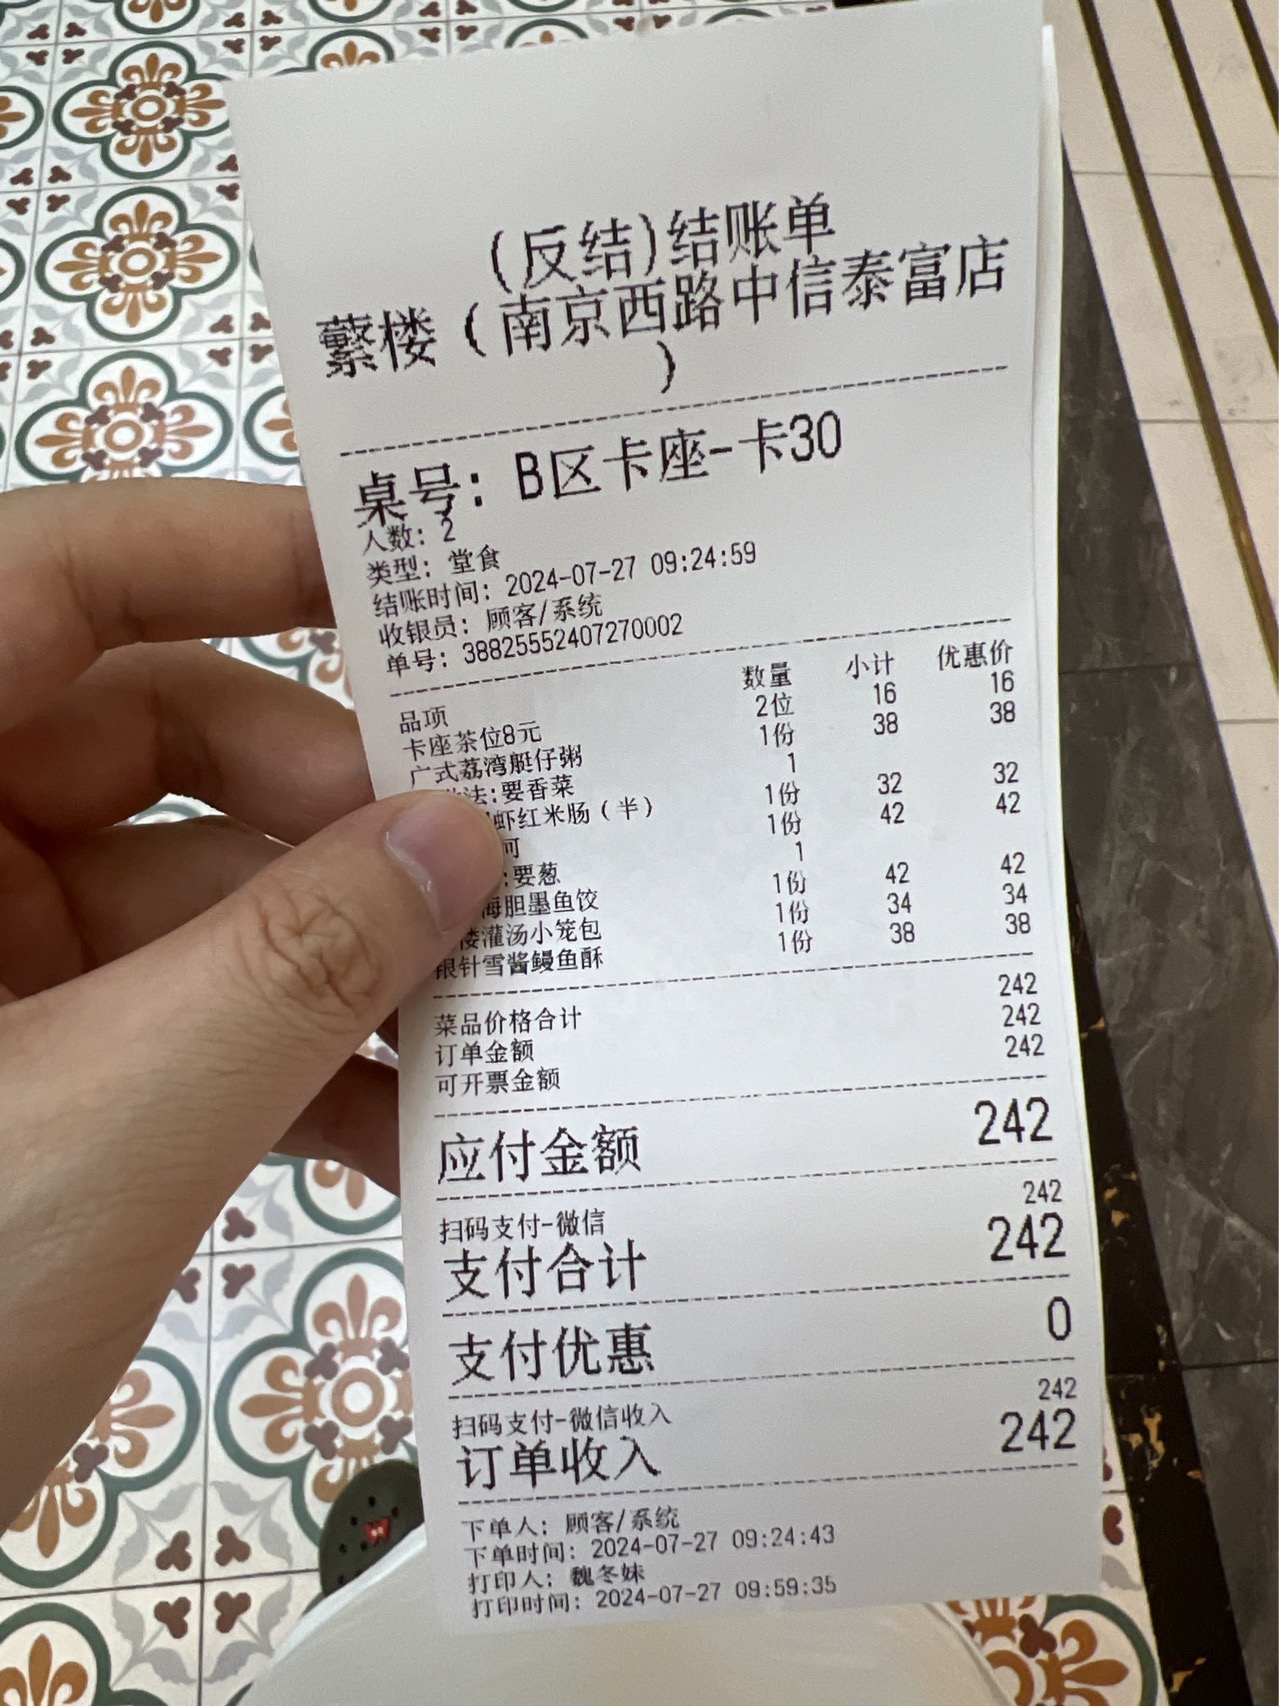 (反结)结账单
蘩楼（南京西路中信泰富店
）
桌号：B区卡座-卡30
人数：2
类型：堂食
结账时间：2024-07-27 09:24:59
收银员：顾客/系统
单号：38825552407270002
品项 数量 小计 优惠价
卡座茶位8元 2位 16 16
广式荔湾艇仔粥 1份 38 38
法:要香菜 1
虾红米肠（半） 1份 32 32
1份 42 42
:要葱 1
海胆墨鱼饺 1份 42 42
楼灌汤小笼包 1份 34 34
银针雪酱鳗鱼酥 1份 38 38
菜品价格合计 242
订单金额 242
可开票金额 242
应付金额 242
扫码支付-微信 242
支付合计 242
支付优惠 0
扫码支付-微信收入 242
订单收入 242
下单人：顾客/系统
下单时间：2024-07-27 09:24:43
打印人：魏冬妹
打印时间：2024-07-27 09:59:35